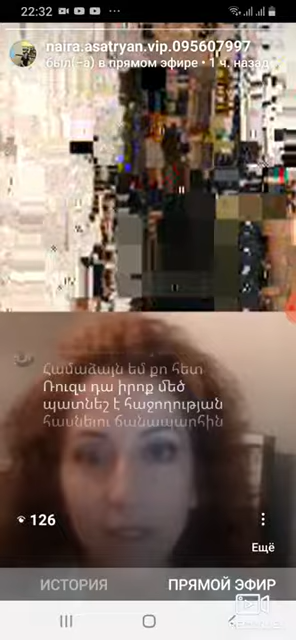 22:32
naira.asatryan.vip.095607997
был(-а) в прямом эфире • 1 ч. назад
Համաձայն եմ քո հետ
Ռուզս դա իրոք մեծ
պատնեշ է հաջողության
հասնելու ճանապարհին
126
Ещё
ИСТОРИЯ ПРЯМОЙ ЭФИР